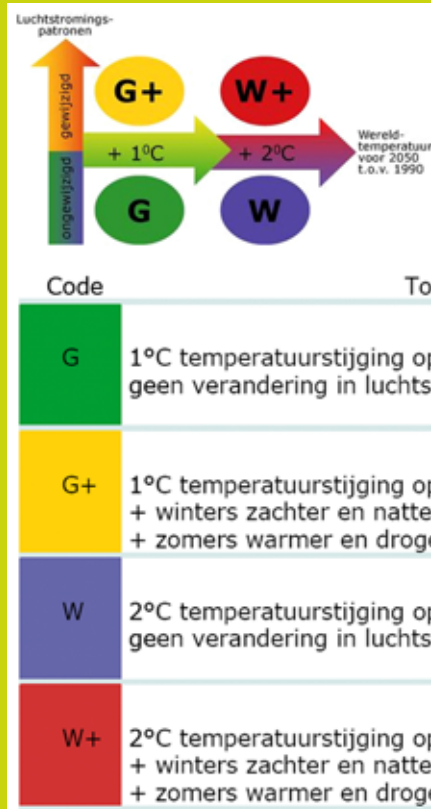 Luchtstromings-
patronen
gewijzigd
ongewijzigd
G+
W+
+ 1⁰C
+ 2⁰C
G
W
Wereld-
temperatuur
voor 2050
t.o.v. 1990
Code To
G
1°C temperatuurstijging op
geen verandering in luchts
G+
1°C temperatuurstijging op
+ winters zachter en natte
+ zomers warmer en droge
W
2°C temperatuurstijging op
geen verandering in luchts
W+
2°C temperatuurstijging op
+ winters zachter en natte
+ zomers warmer en droge